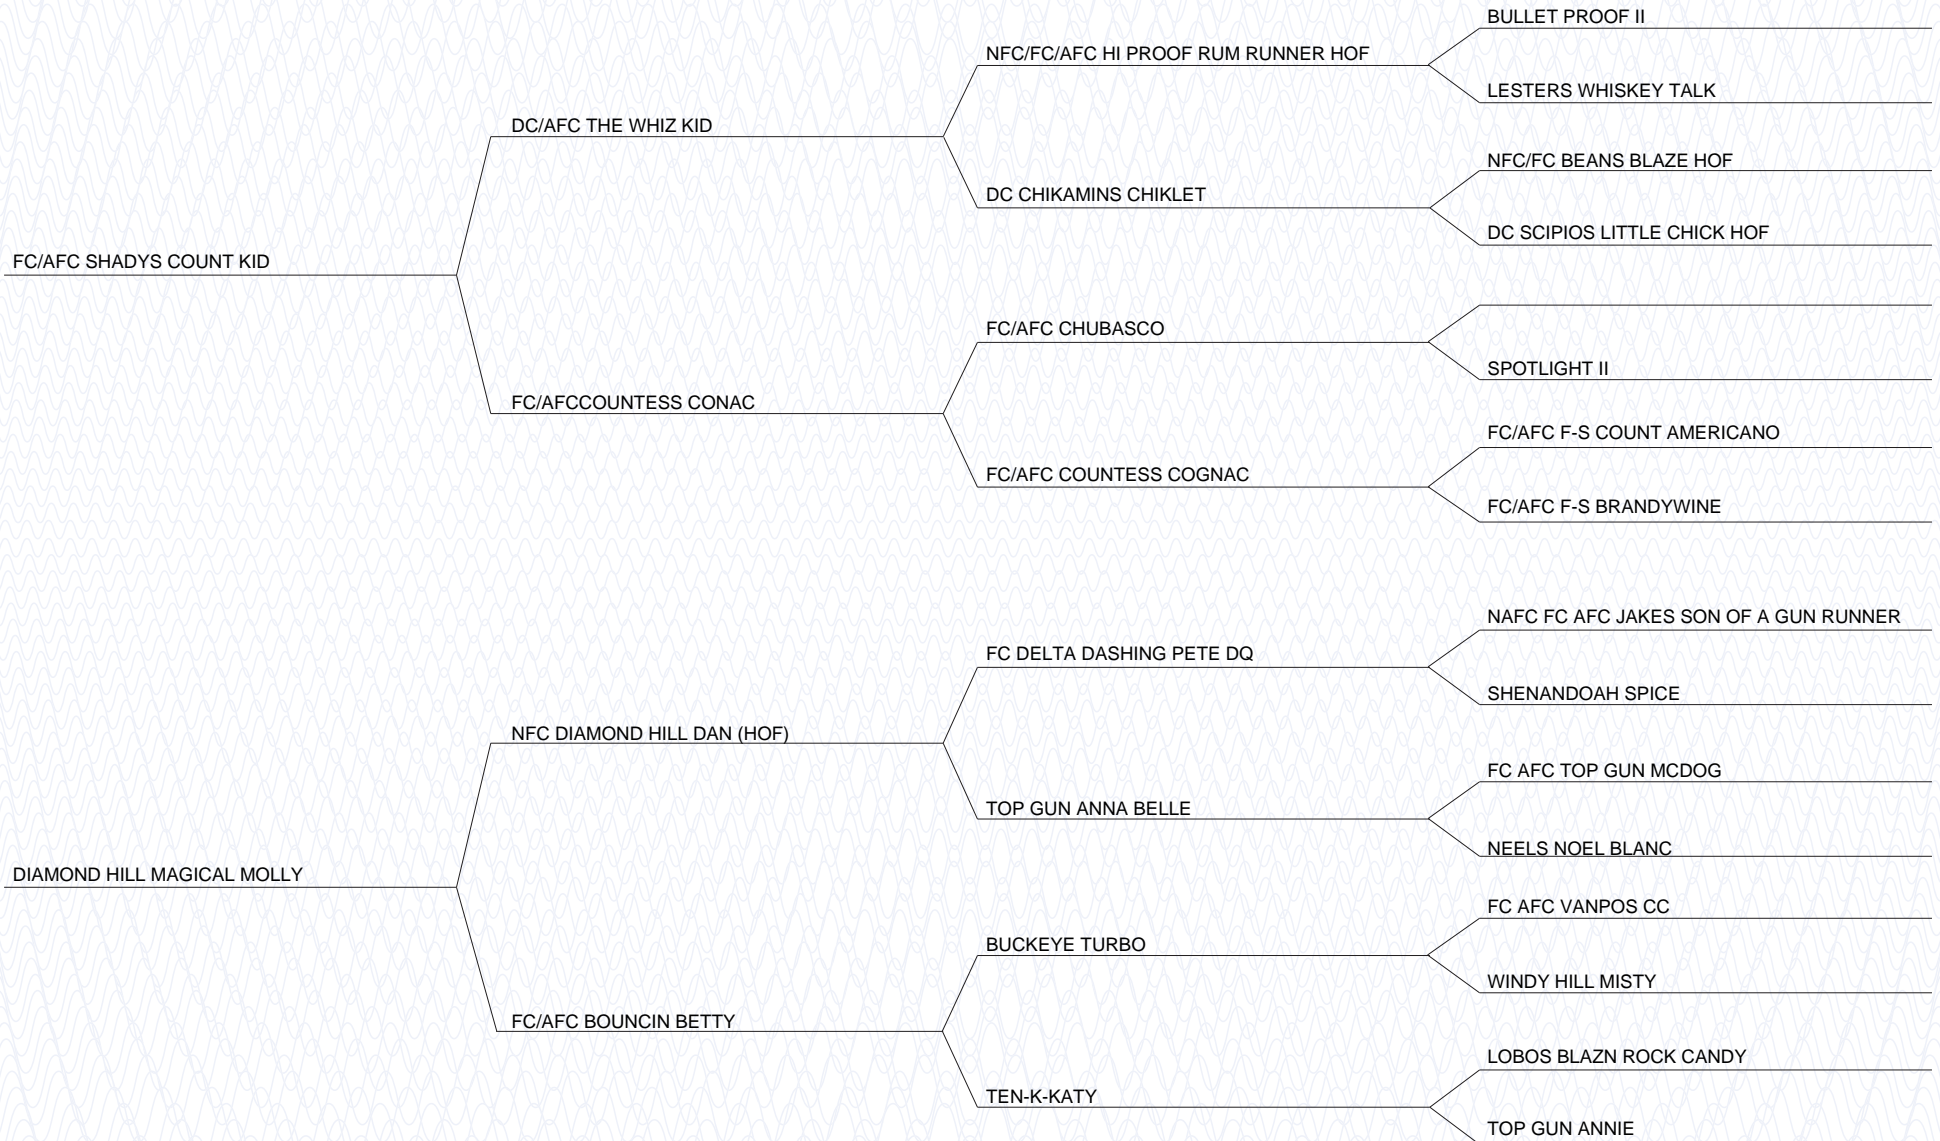 BULLET PROOF II
NFC/FC/AFC HI PROOF RUM RUNNER HOF
LESTERS WHISKEY TALK
DC/AFC THE WHIZ KID
NFC/FC BEANS BLAZE HOF
DC CHIKAMINS CHIKLET
DC SCIPIOS LITTLE CHICK HOF
FC/AFC SHADYS COUNT KID
FC/AFC CHUBASCO
SPOTLIGHT II
FC/AFCCOUNTESS CONAC
FC/AFC F-S COUNT AMERICANO
FC/AFC COUNTESS COGNAC
FC/AFC F-S BRANDYWINE
NAFC FC AFC JAKES SON OF A GUN RUNNER
FC DELTA DASHING PETE DQ
SHENANDOAH SPICE
NFC DIAMOND HILL DAN (HOF)
FC AFC TOP GUN MCDOG
TOP GUN ANNA BELLE
NEELS NOEL BLANC
DIAMOND HILL MAGICAL MOLLY
FC AFC VANPOS CC
BUCKEYE TURBO
WINDY HILL MISTY
FC/AFC BOUNCIN BETTY
LOBOS BLAZN ROCK CANDY
TEN-K-KATY
TOP GUN ANNIE